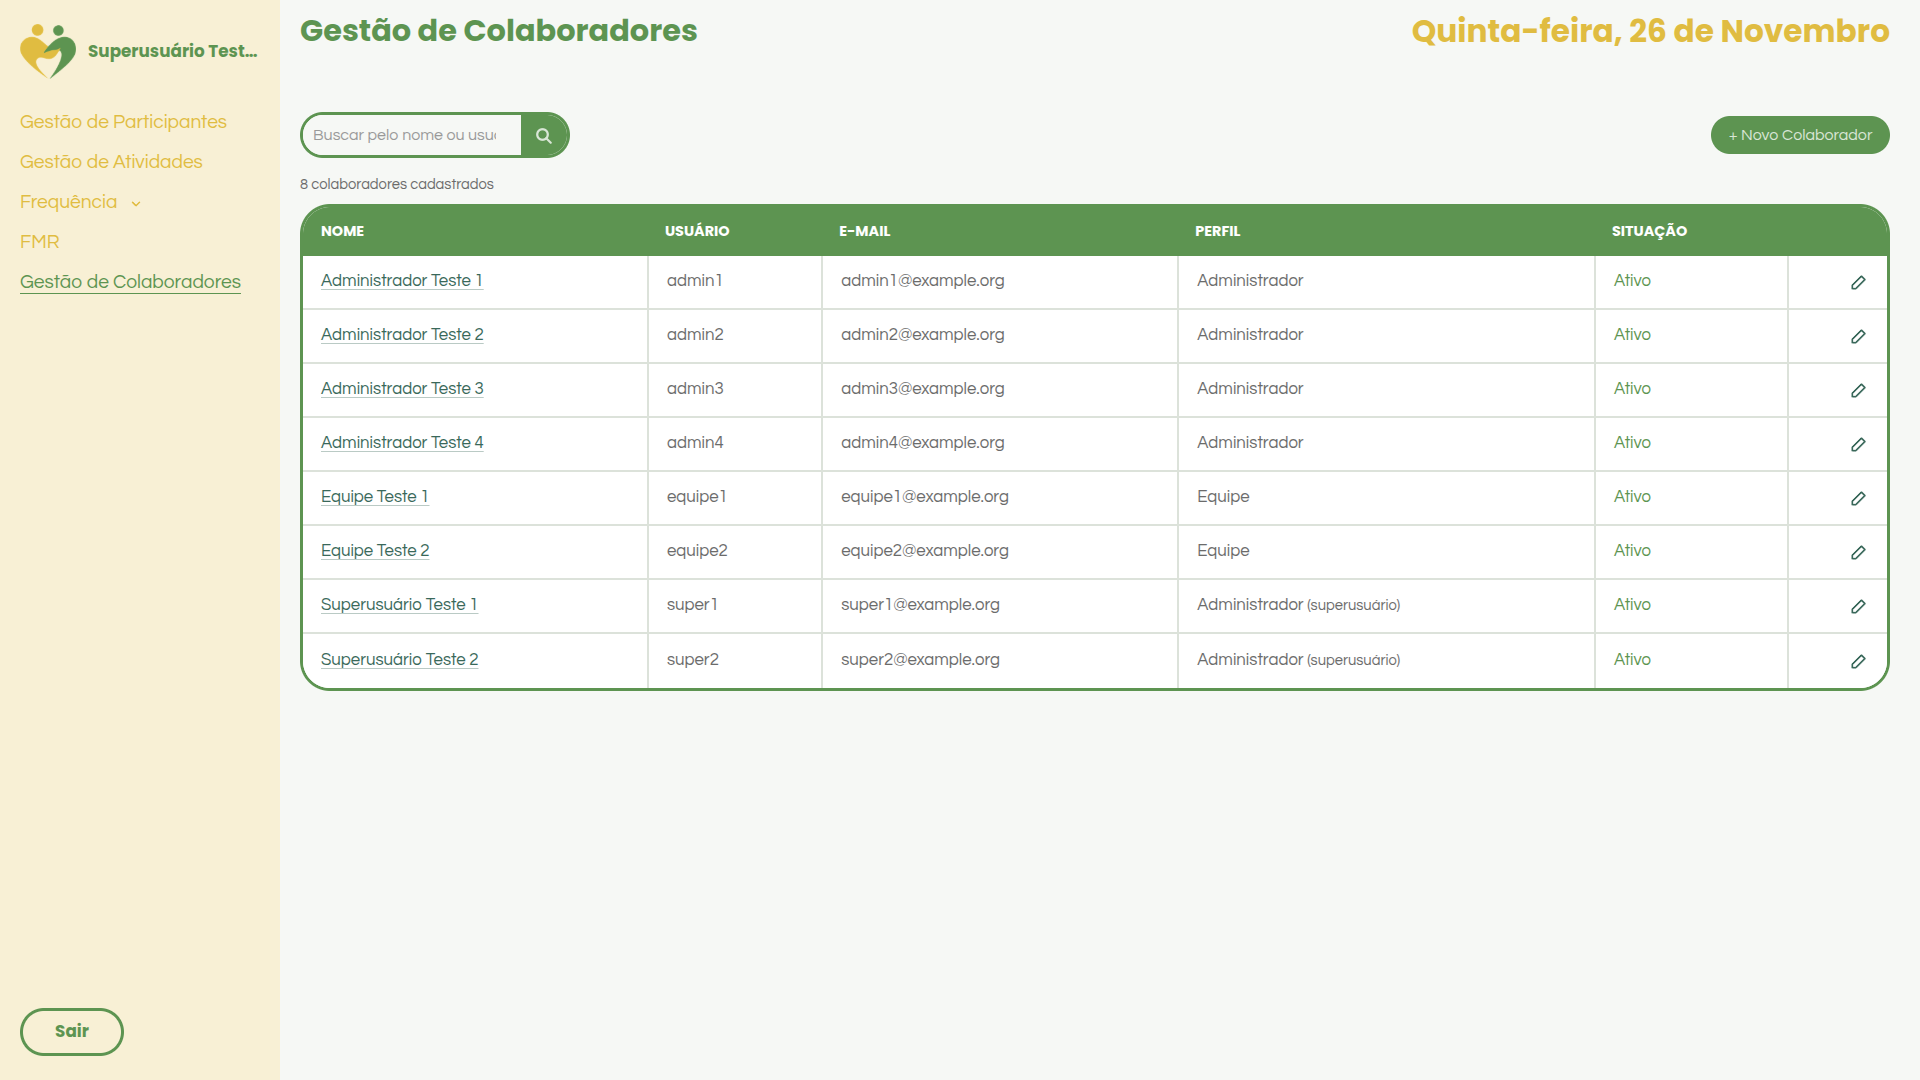 Superusuário Test...
Gestão de Participantes
Gestão de Atividades
Frequência
FMR
Gestão de Colaboradores
Sair
Gestão de Colaboradores
Quinta-feira, 26 de Novembro
Buscar pelo nome ou
+ Novo Colaborador
8 colaboradores cadastrados
NOME USUÁRIO E-MAIL PERFIL SITUAÇÃO
Administrador Teste 1 admin1 admin1@example.org Administrador Ativo
Administrador Teste 2 admin2 admin2@example.org Administrador Ativo
Administrador Teste 3 admin3 admin3@example.org Administrador Ativo
Administrador Teste 4 admin4 admin4@example.org Administrador Ativo
Equipe Teste 1 equipe1 equipe1@example.org Equipe Ativo
Equipe Teste 2 equipe2 equipe2@example.org Equipe Ativo
Superusuário Teste 1 super1 super1@example.org Administrador (superusuário) Ativo
Superusuário Teste 2 super2 super2@example.org Administrador (superusuário) Ativo